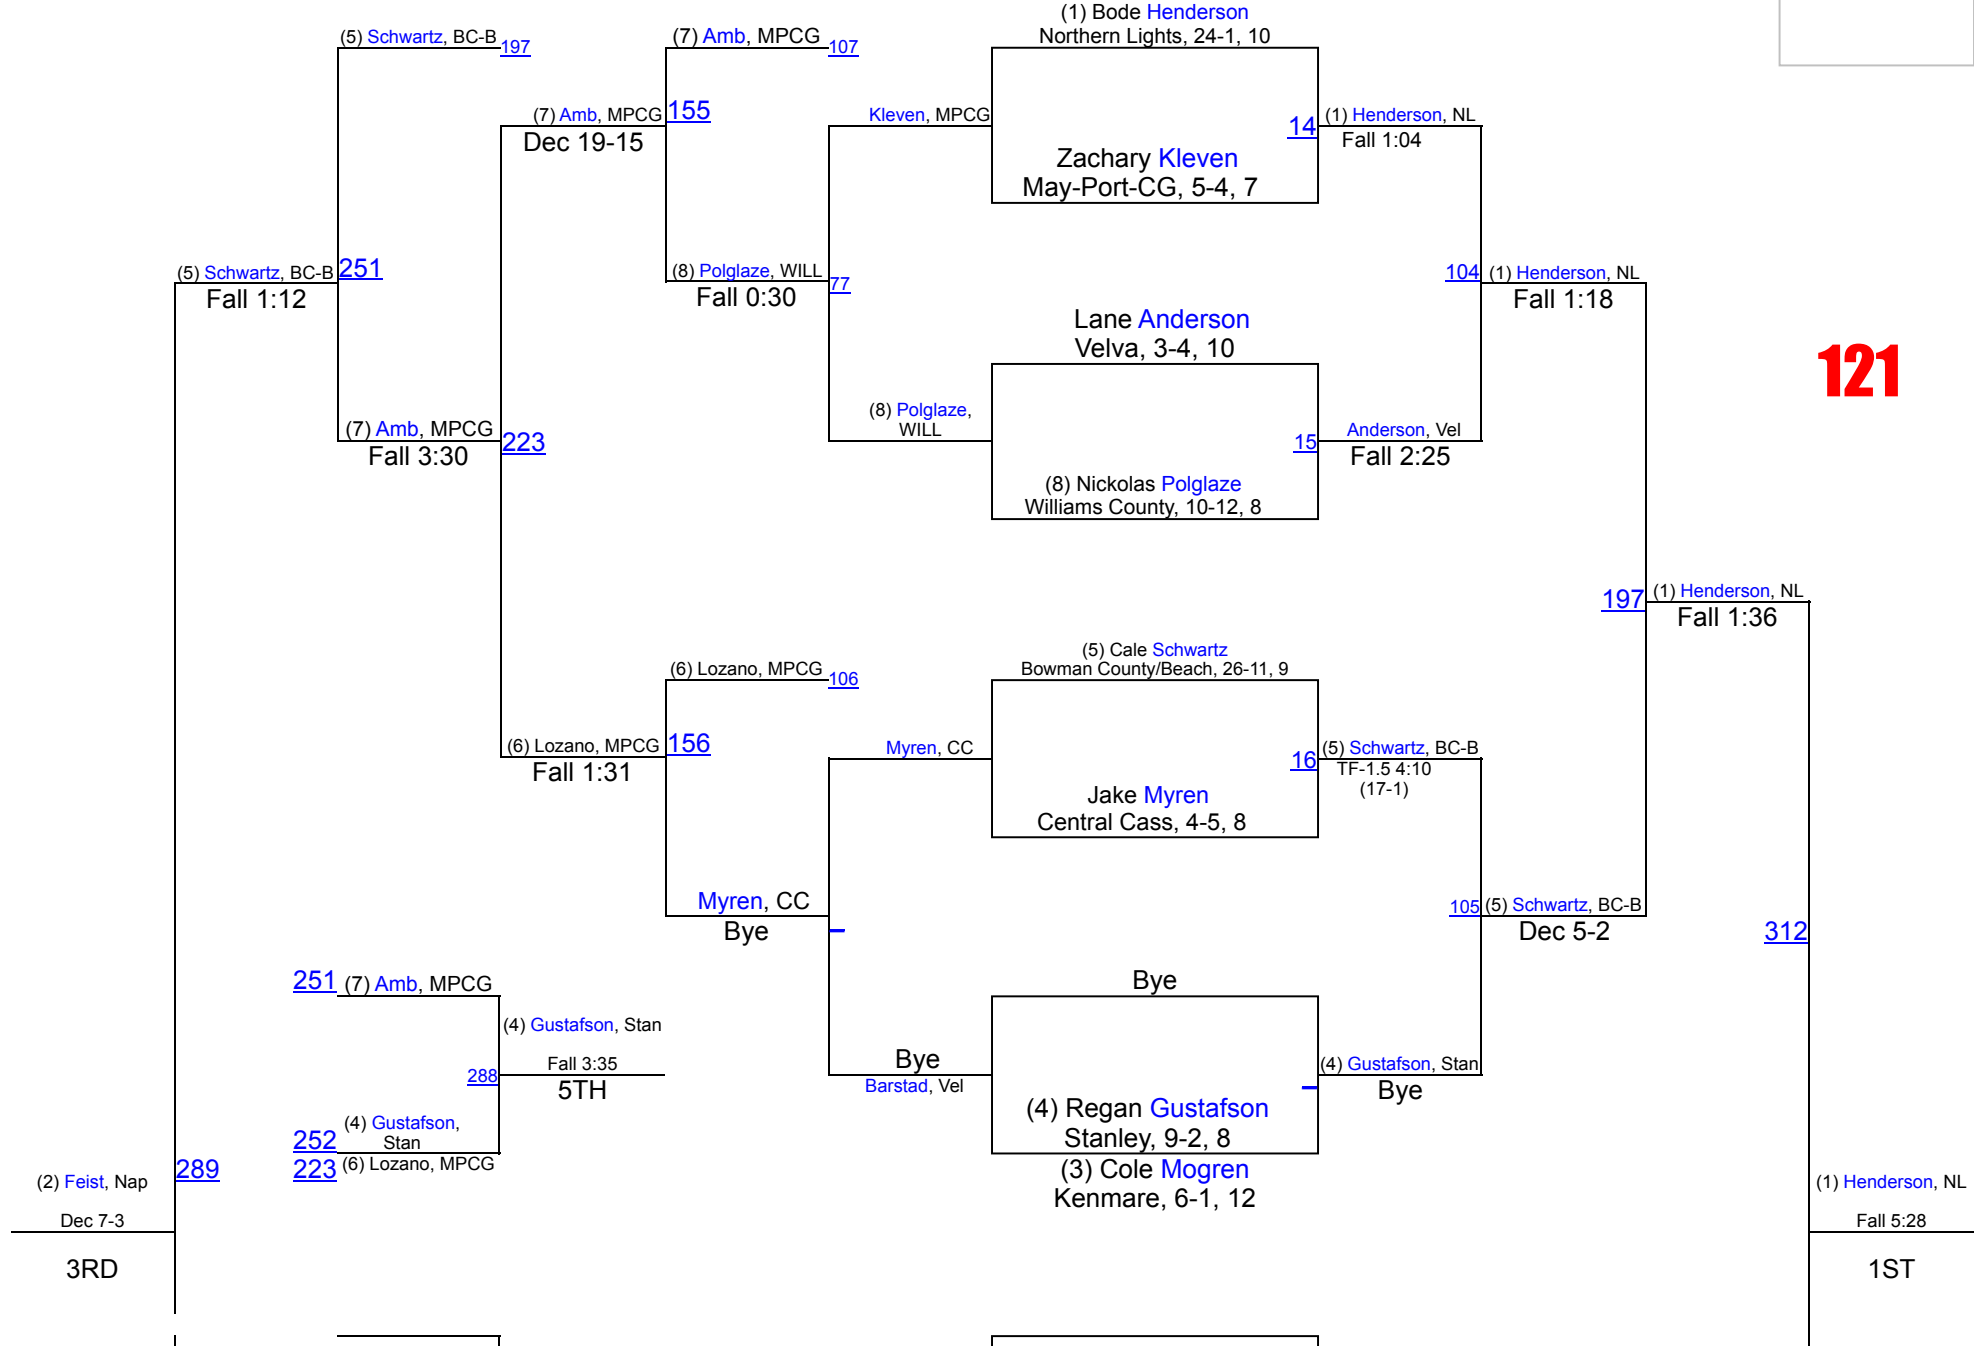 (1) Bode Henderson
Northern Lights, 24-1, 10
(5) Schwartz, BC-B
197
(7) Amb, MPCG
107
(7) Amb, MPCG
155
Dec 19-15
Kleven, MPCG
14
(1) Henderson, NL
Fall 1:04
Zachary Kleven
May-Port-CG, 5-4, 7
(5) Schwartz, BC-B
251
Fall 1:12
(8) Polglaze, WILL
77
Fall 0:30
104
(1) Henderson, NL
Fall 1:18
Lane Anderson
Velva, 3-4, 10
121
(7) Amb, MPCG
223
Fall 3:30
(8) Polglaze,
WILL
15
Anderson, Vel
Fall 2:25
(8) Nickolas Polglaze
Williams County, 10-12, 8
197
(1) Henderson, NL
Fall 1:36
(5) Cale Schwartz
Bowman County/Beach, 26-11, 9
(6) Lozano, MPCG
106
(6) Lozano, MPCG
156
Fall 1:31
Myren, CC
16
(5) Schwartz, BC-B
TF-1.5 4:10
(17-1)
Jake Myren
Central Cass, 4-5, 8
Myren, CC
Bye
105
(5) Schwartz, BC-B
Dec 5-2
312
251
(7) Amb, MPCG
Bye
(4) Gustafson, Stan
Fall 3:35
288
5TH
Bye
Barstad, Vel
(4) Gustafson, Stan
Bye
(4) Regan Gustafson
Stanley, 9-2, 8
252
(4) Gustafson,
Stan
223
(6) Lozano, MPCG
(3) Cole Mogren
Kenmare, 6-1, 12
289
(2) Feist, Nap
Dec 7-3
3RD
(1) Henderson, NL
Fall 5:28
1ST